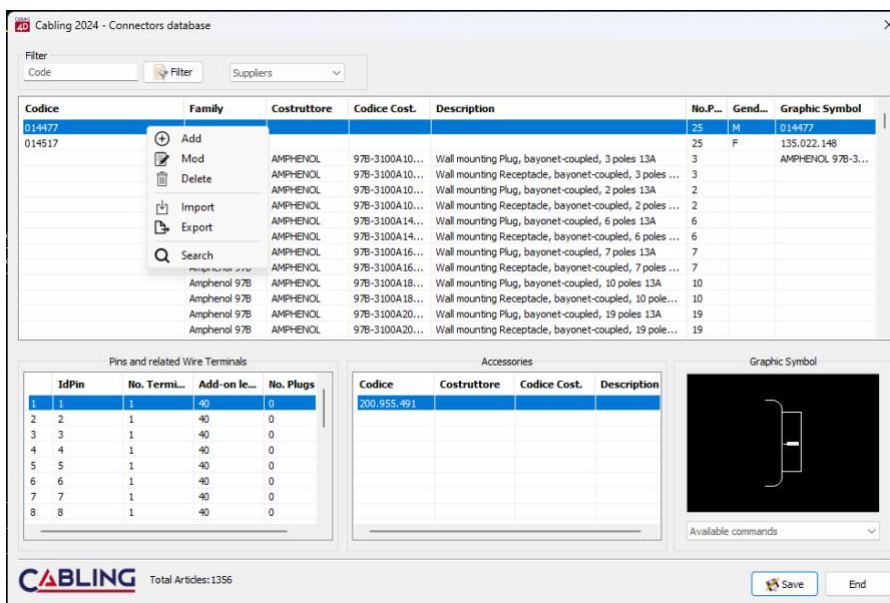 CABLING 4D Cabling 2024 - Connectors database
Filter
Code Filter Suppliers
Codice Family Costruttore Codice Cost. Description No.P... Gend... Graphic Symbol
014477 25 M 014477
014517 25 F 135.022.148
AMPHENOL 97B-3100A10... Wall mounting Plug, bayonet-coupled, 3 poles 13A 3 AMPHENOL 97B-3...
AMPHENOL 97B-3100A10... Wall mounting Receptacle, bayonet-coupled, 3 poles ... 3
AMPHENOL 97B-3100A10... Wall mounting Plug, bayonet-coupled, 2 poles 13A 2
AMPHENOL 97B-3100A10... Wall mounting Receptacle, bayonet-coupled, 2 poles ... 2
AMPHENOL 97B-3100A14... Wall mounting Plug, bayonet-coupled, 6 poles 13A 6
AMPHENOL 97B-3100A14... Wall mounting Receptacle, bayonet-coupled, 6 poles ... 6
AMPHENOL 97B-3100A16... Wall mounting Plug, bayonet-coupled, 7 poles 13A 7
Amphenol 97B AMPHENOL 97B-3100A16... Wall mounting Receptacle, bayonet-coupled, 7 poles ... 7
Amphenol 97B AMPHENOL 97B-3100A18... Wall mounting Plug, bayonet-coupled, 10 poles 13A 10
Amphenol 97B AMPHENOL 97B-3100A18... Wall mounting Receptacle, bayonet-coupled, 10 pole... 10
Amphenol 97B AMPHENOL 97B-3100A20... Wall mounting Plug, bayonet-coupled, 19 poles 13A 19
Amphenol 97B AMPHENOL 97B-3100A20... Wall mounting Receptacle, bayonet-coupled, 19 pole... 19
Add
Mod
Delete
Import
Export
Search
Pins and related Wire Terminals
IdPin No. Termi... Add-on le... No. Plugs
1 1 1 40 0
2 2 1 40 0
3 3 1 40 0
4 4 1 40 0
5 5 1 40 0
6 6 1 40 0
7 7 1 40 0
8 8 1 40 0
Accessories
Codice Costruttore Codice Cost. Description
200.955.491
Graphic Symbol
Available commands
CABLING Total Articles:1356
Save End